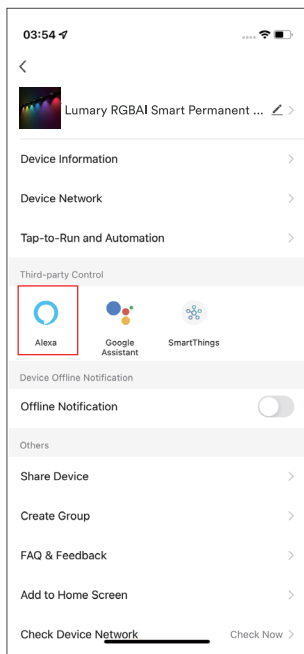 03:54
Lumary RGBAI Smart Permanent ...
Device Information
Device Network
Tap-to-Run and Automation
Third-party Control
Alexa
Google Assistant
SmartThings
Device Offline Notification
Offline Notification
Others
Share Device
Create Group
FAQ & Feedback
Add to Home Screen
Check Device Network Check Now